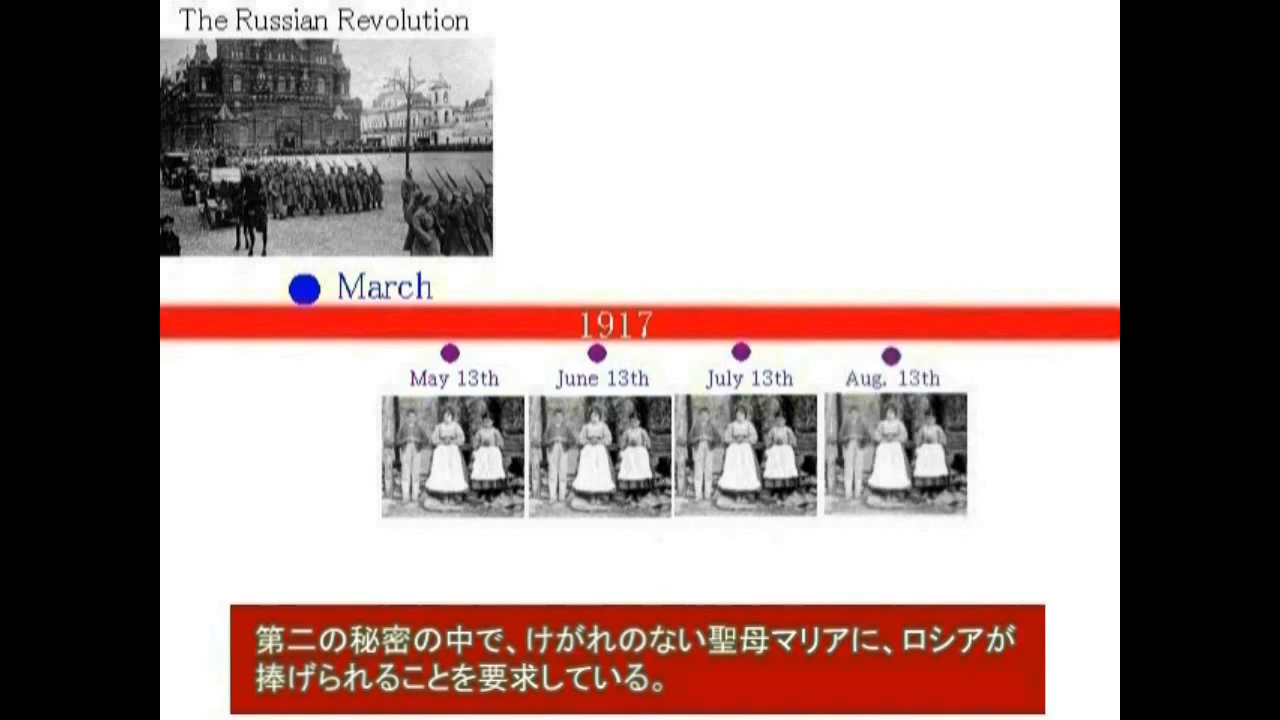 The Russian Revolution
March
1917
May 13th
June 13th
July 13th
Aug. 13th
第二の秘密の中で、けがれのない聖母マリアに、ロシアが
捧げられることを要求している。